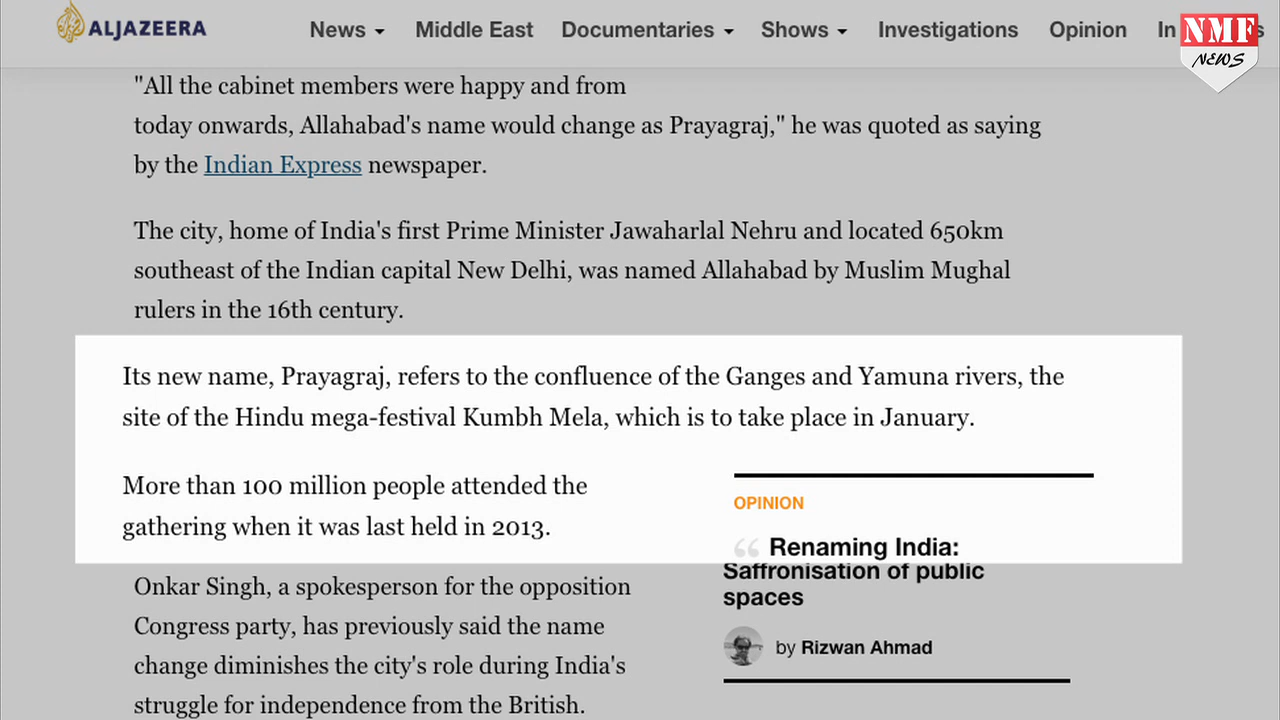 ALJAZEERA News Middle East Documentaries Shows Investigations Opinion In s
NMF
NEWS
"All the cabinet members were happy and from
today onwards, Allahabad's name would change as Prayagraj," he was quoted as saying
by the Indian Express newspaper.
The city, home of India's first Prime Minister Jawaharlal Nehru and located 650km
southeast of the Indian capital New Delhi, was named Allahabad by Muslim Mughal
rulers in the 16th century.
Its new name, Prayagraj, refers to the confluence of the Ganges and Yamuna rivers, the
site of the Hindu mega-festival Kumbh Mela, which is to take place in January.
More than 100 million people attended the
gathering when it was last held in 2013.
OPINION
“ Renaming India:
Saffronisation of public
spaces
by Rizwan Ahmad
Onkar Singh, a spokesperson for the opposition
Congress party, has previously said the name
change diminishes the city's role during India's
struggle for independence from the British.